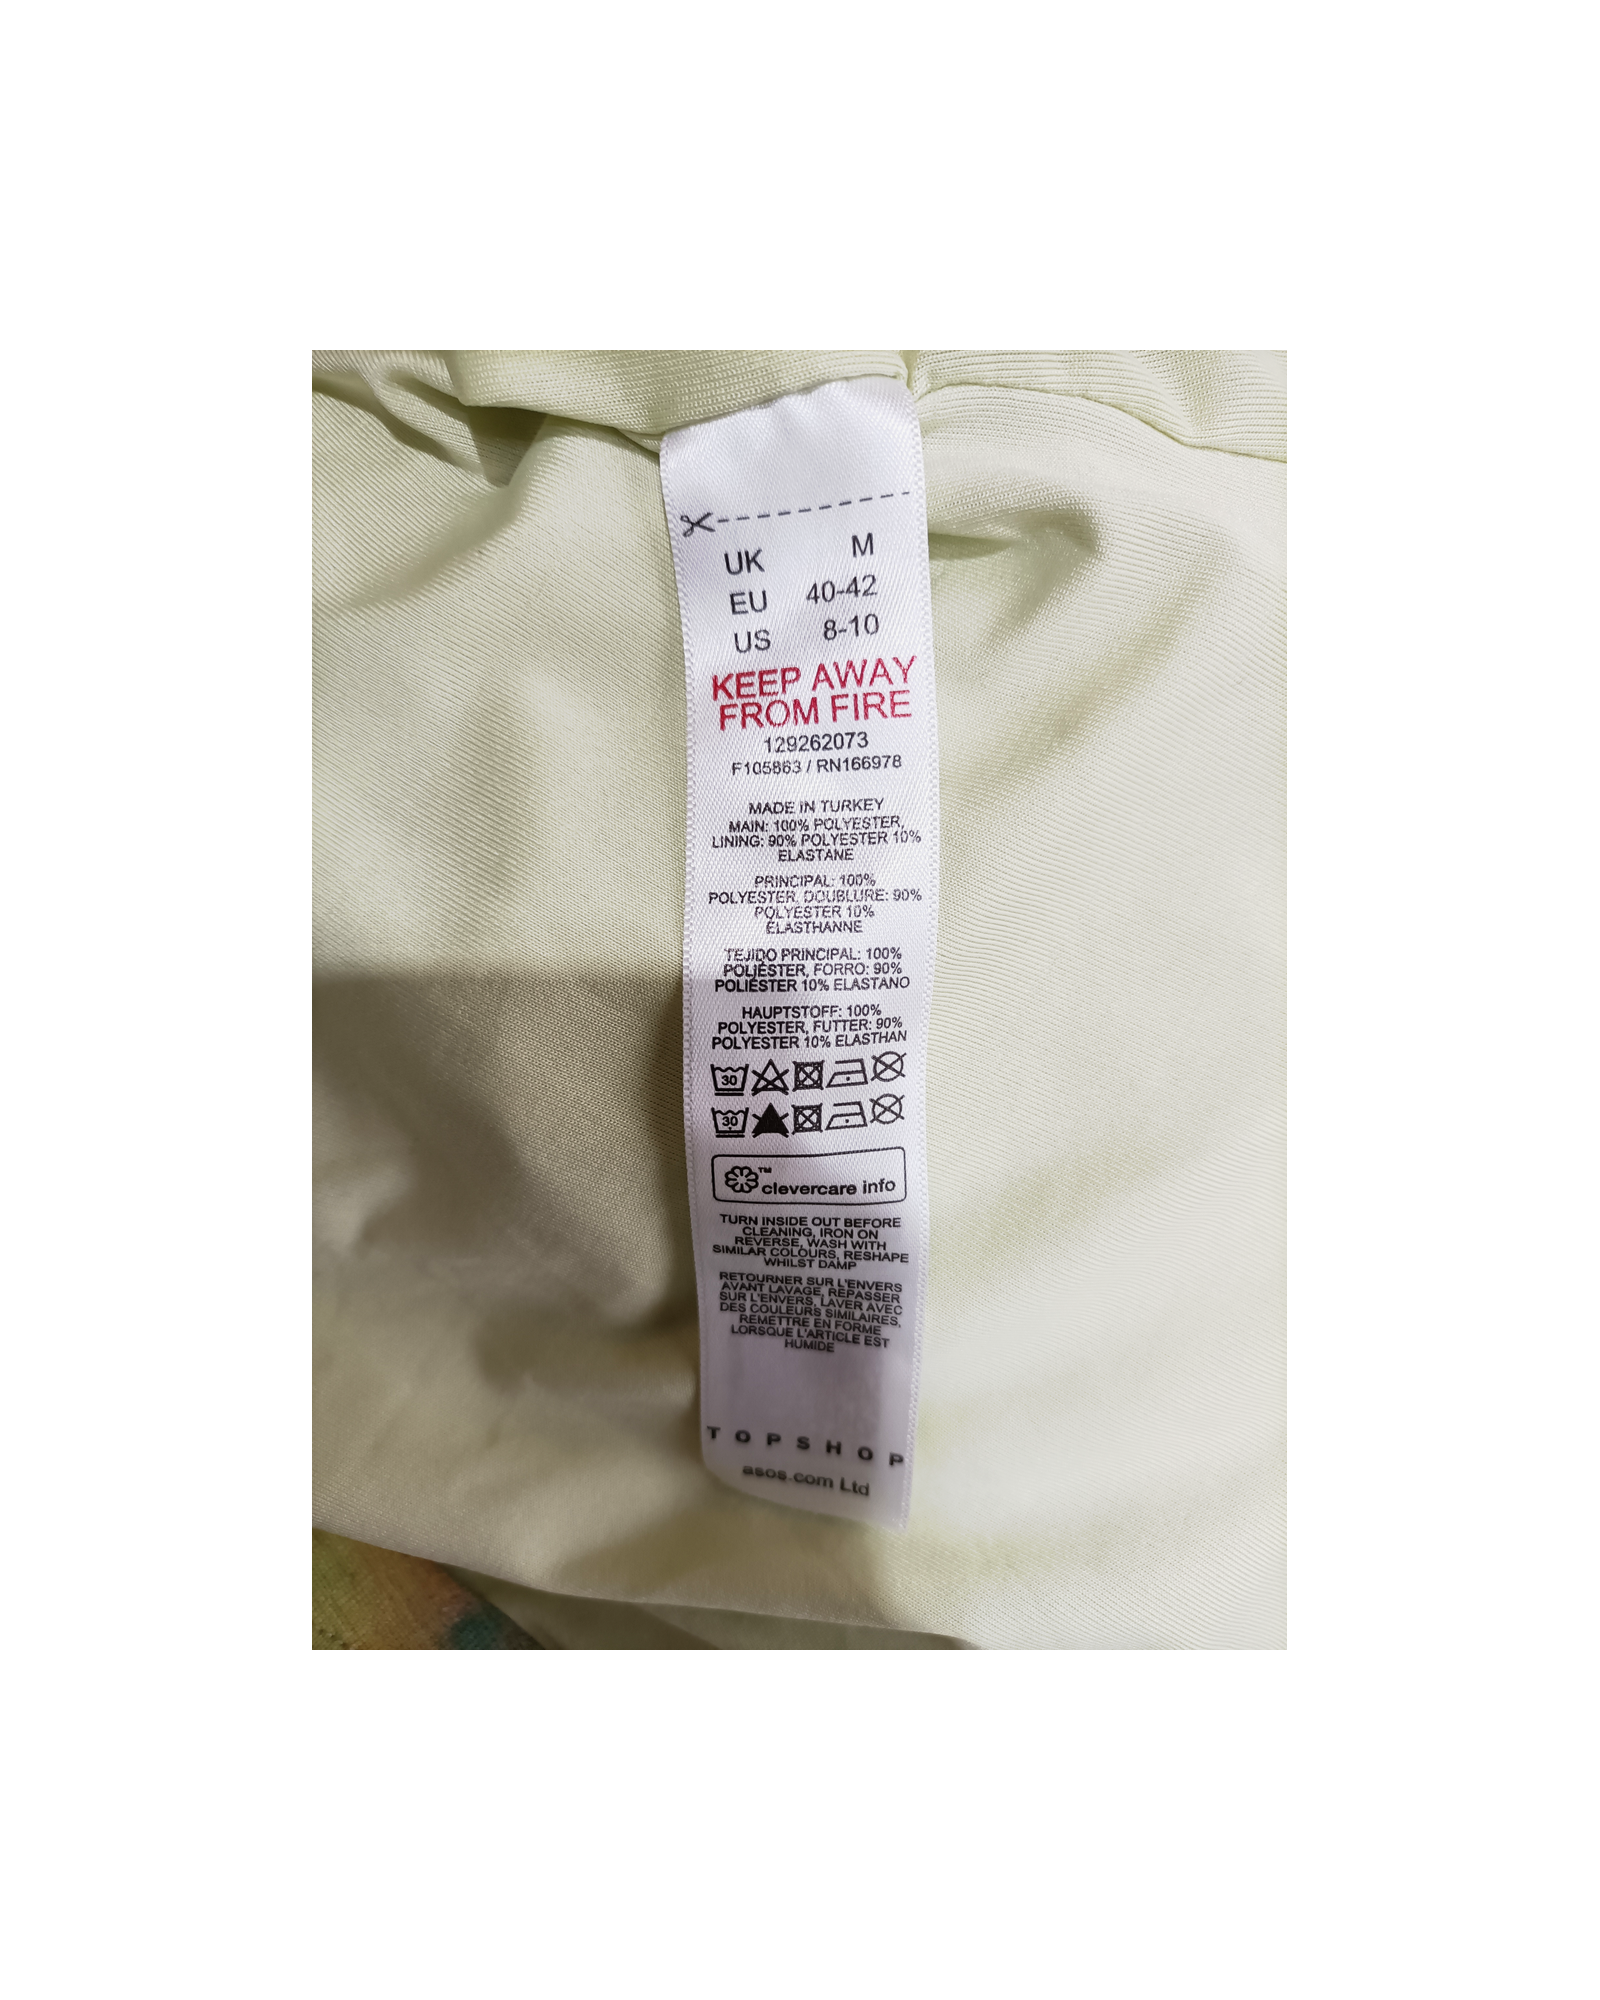 UK M
EU 40-42
US 8-10
KEEP AWAY
FROM FIRE
129262073
F105863 / RN166978
MADE IN TURKEY
MAIN: 100% POLYESTER,
LINING: 90% POLYESTER 10%
ELASTANE
PRINCIPAL: 100%
POLYESTER, DOUBLURE: 90%
POLYESTER 10%
ÉLASTHANNE
TEJIDO PRINCIPAL: 100%
POLIÉSTER, FORRO: 90%
POLIÉSTER 10% ELASTANO
HAUPTSTOFF: 100%
POLYESTER, FUTTER: 90%
POLYESTER 10% ELASTHAN
30
30
™
clevercare info
TURN INSIDE OUT BEFORE
CLEANING, IRON ON
REVERSE, WASH WITH
SIMILAR COLOURS, RESHAPE
WHILST DAMP
RETOURNER SUR L'ENVERS
AVANT LAVAGE, REPASSER
SUR L'ENVERS, LAVER AVEC
DES COULEURS SIMILAIRES,
REMETTRE EN FORME
LORSQUE L'ARTICLE EST
HUMIDE
TOPSHOP
asos.com Ltd